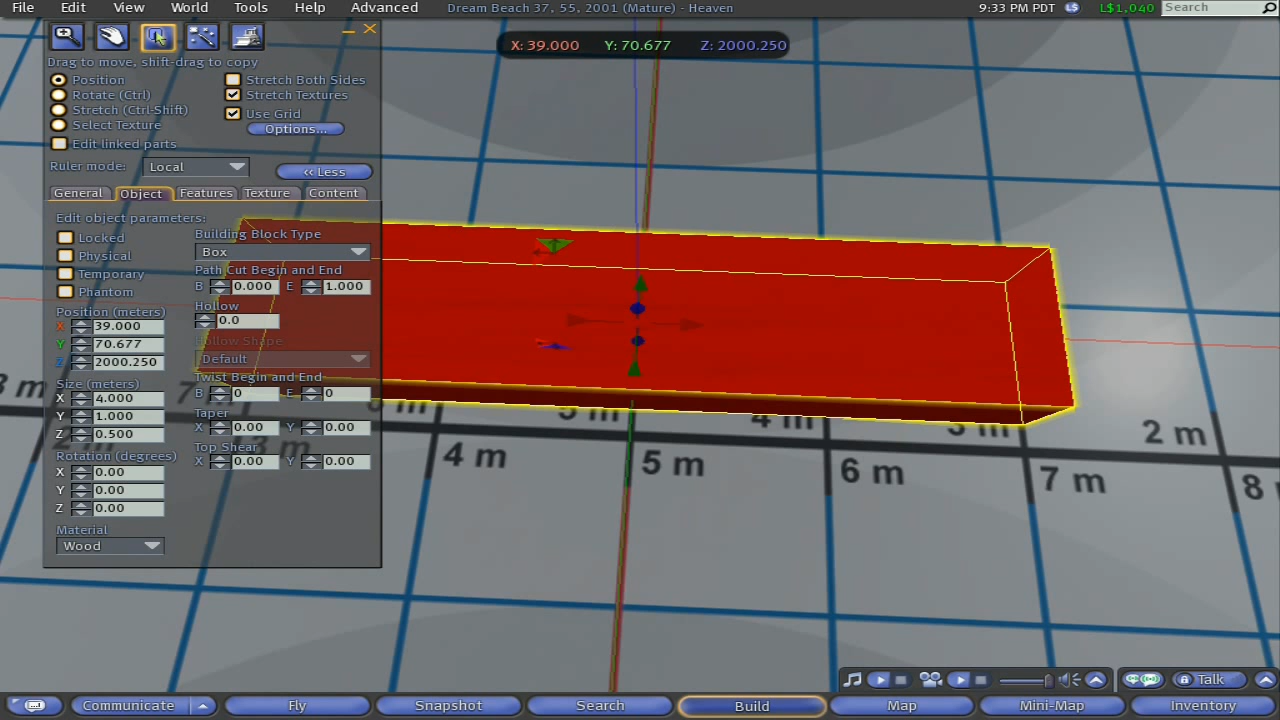 File Edit View World Tools Help Advanced Dream Beach 37, 55, 2001 (Mature) - Heaven 9:33 PM PDT L$ L$1,040 Search
X: 39.000 Y: 70.677 Z: 2000.250
Drag to move, shift-drag to copy
Position Stretch Both Sides
Rotate (Ctrl) Stretch Textures
Stretch (Ctrl-Shift) Use Grid
Select Texture Options...
Edit linked parts
Ruler mode: Local << Less
General Object Features Texture Content
Edit object parameters:
Locked
Physical
Temporary
Phantom
Position (meters)
X 39.000
Y 70.677
Z 2000.250
Size (meters)
X 4.000
Y 1.000
Z 0.500
Rotation (degrees)
X 0.00
Y 0.00
Z 0.00
Material
Wood
Building Block Type
Box
Path Cut Begin and End
B 0.000 E 1.000
Hollow
0.0
Hollow Shape
Default
Twist Begin and End
B 0 E 0
Taper
X 0.00 Y 0.00
Top Shear
X 0.00 Y 0.00
2 m
4 m 5 m 6 m 7 m 8
3 m
4 m
5 m
Talk
Communicate Fly Snapshot Search Build Map Mini-Map Inventory